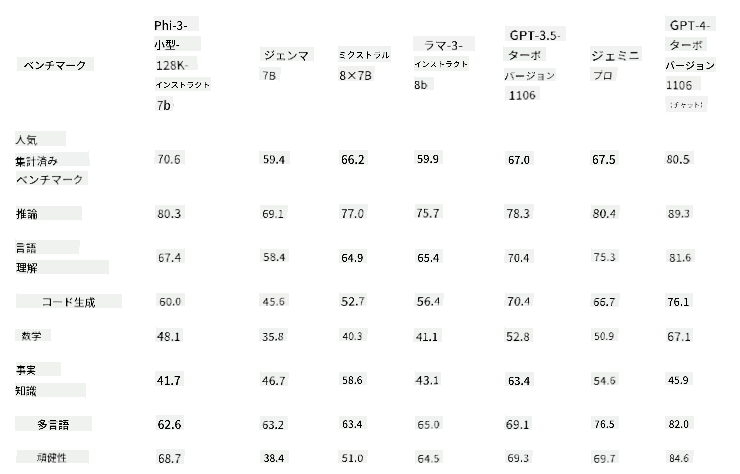 ベンチマーク Phi-3-小型-128K-インストラクト 7b ジェンマ 7B ミクストラル 8×7B ラマ-3-インストラクト 8b GPT-3.5-ターボ バージョン 1106 ジェミニ プロ GPT-4-ターボ バージョン 1106 (チャット)
人気 集計済み ベンチマーク 70.6 59.4 66.2 59.9 67.0 67.5 80.5
推論 80.3 69.1 77.0 75.7 78.3 80.4 89.3
言語 理解 67.4 58.4 64.9 65.4 70.4 75.3 81.6
コード生成 60.0 45.6 52.7 56.4 70.4 66.7 76.1
数学 48.1 35.8 40.3 41.1 52.8 50.9 67.1
事実 知識 41.7 46.7 58.6 43.1 63.4 54.6 45.9
多言語 62.6 63.2 63.4 65.0 69.1 76.5 82.0
頑健性 68.7 38.4 51.0 64.5 69.3 69.7 84.6